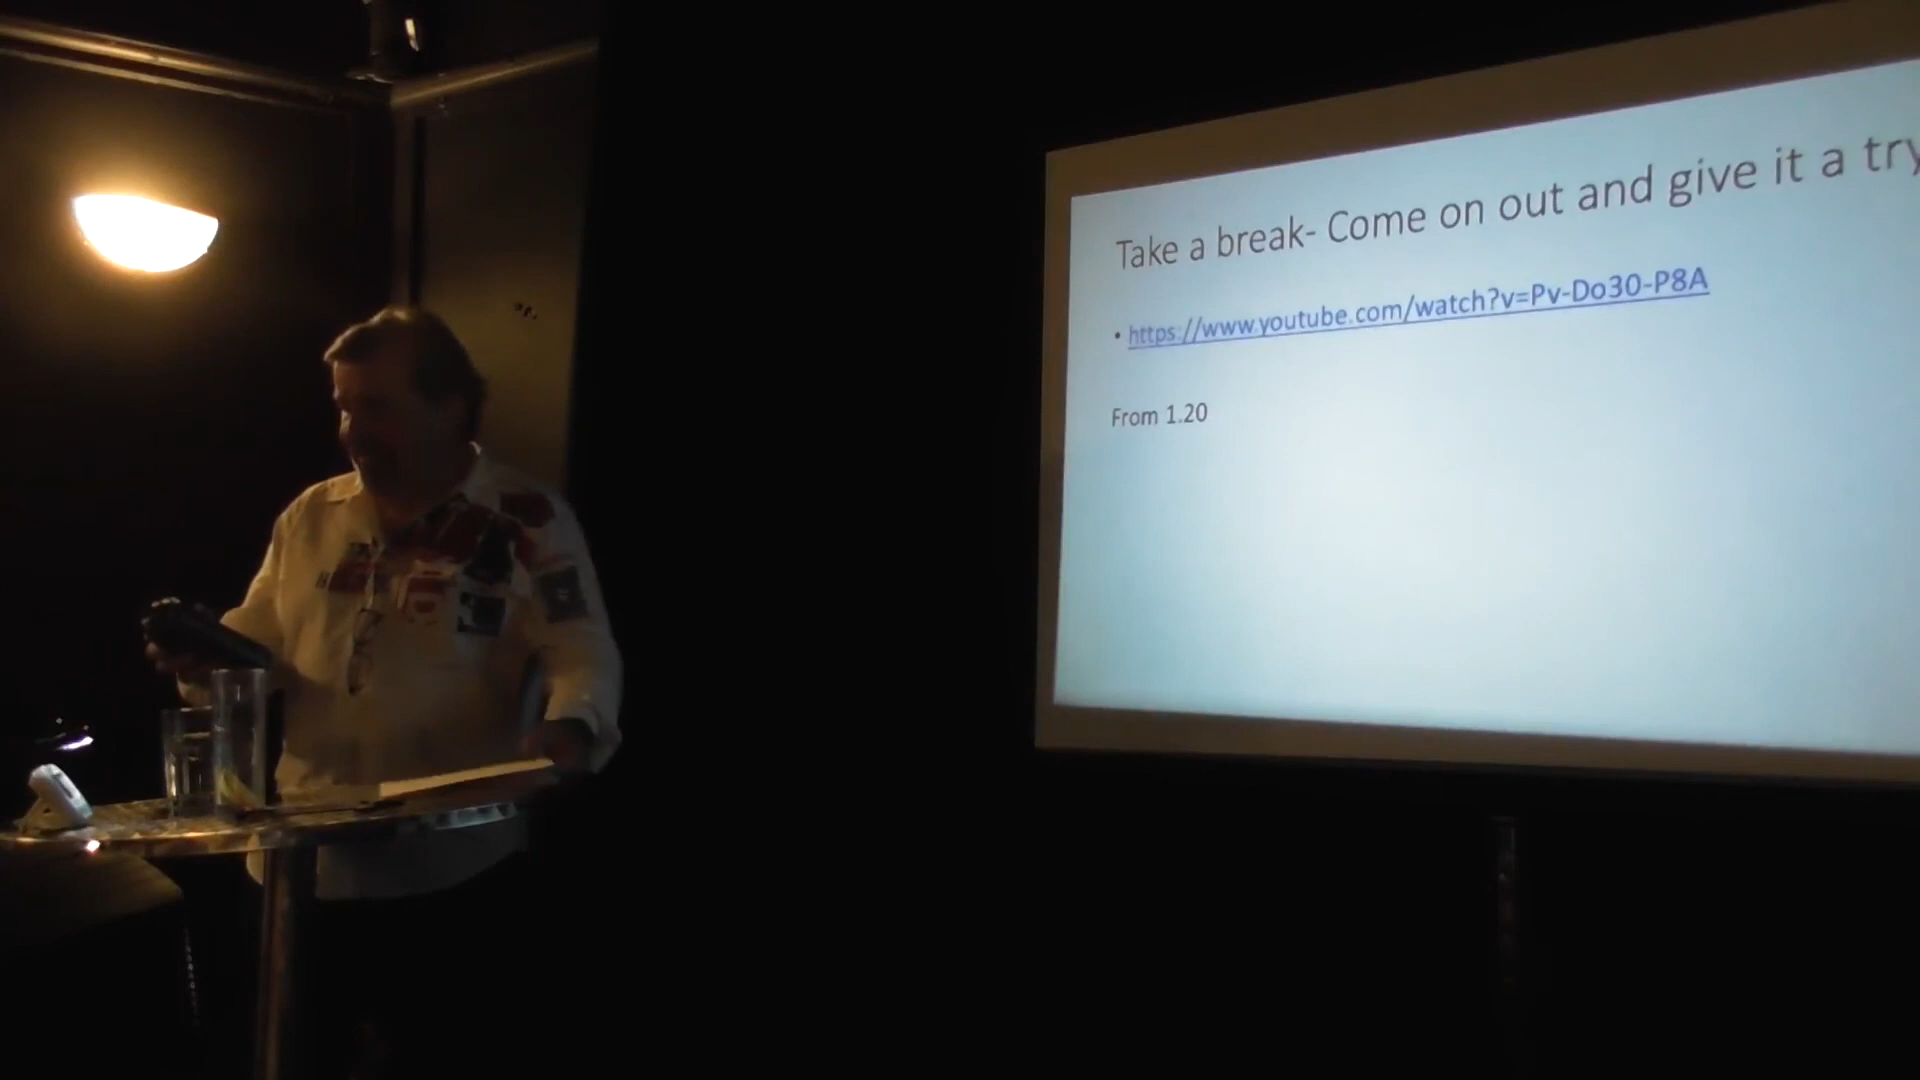 Take a break- Come on out and give it a try
• https://www.youtube.com/watch?v=Pv-Do30-P8A
From 1.20